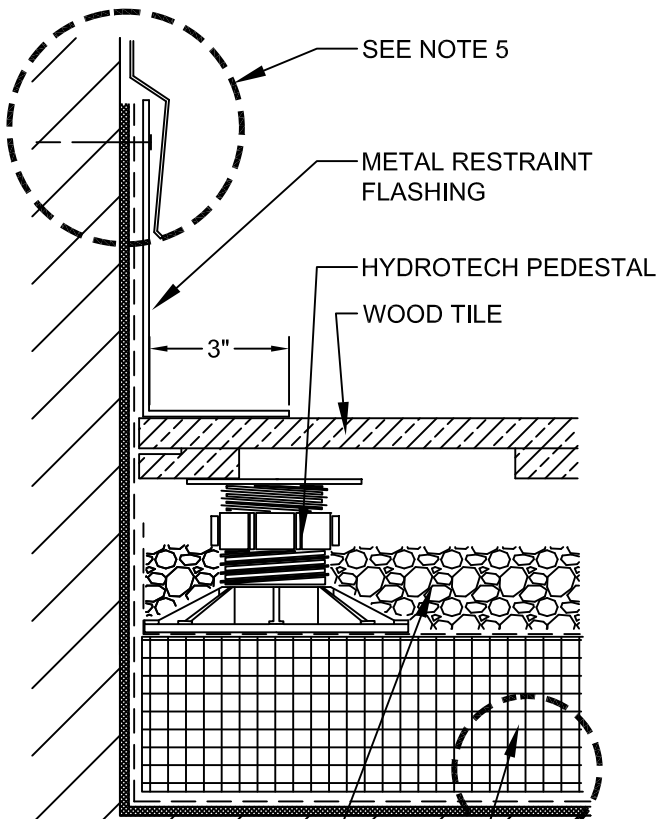 SEE NOTE 5
METAL RESTRAINT
FLASHING
HYDROTECH PEDESTAL
WOOD TILE
3"